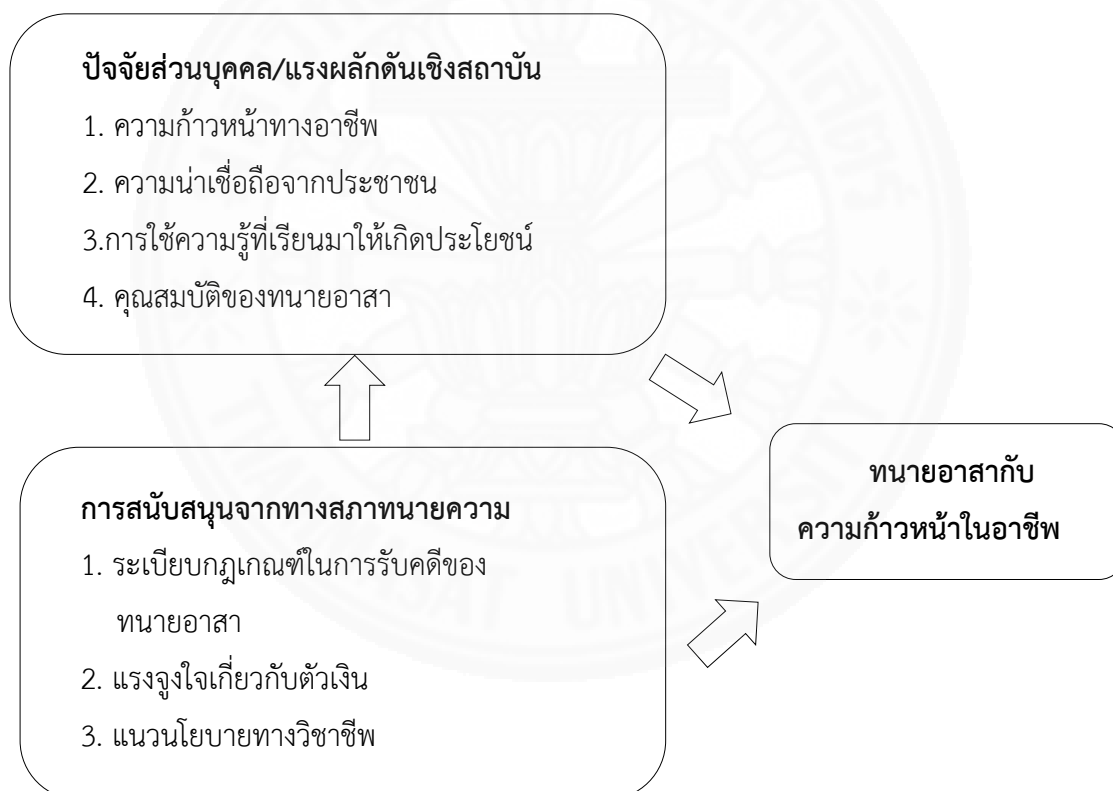 ปัจจัยส่วนบุคคล/แรงผลักดันเชิงสถาบัน
1. ความก้าวหน้าทางอาชีพ
2. ความน่าเชื่อถือจากประชาชน
3.การใช้ความรู้ที่เรียนมาให้เกิดประโยชน์
4. คุณสมบัติของทนายอาสา
การสนับสนุนจากทางสภาทนายความ
1. ระเบียบกฎเกณฑ์ในการรับคดีของ
ทนายอาสา
2. แรงจูงใจเกี่ยวกับตัวเงิน
3. แนวนโยบายทางวิชาชีพ
ทนายอาสากับ
ความก้าวหน้าในอาชีพ